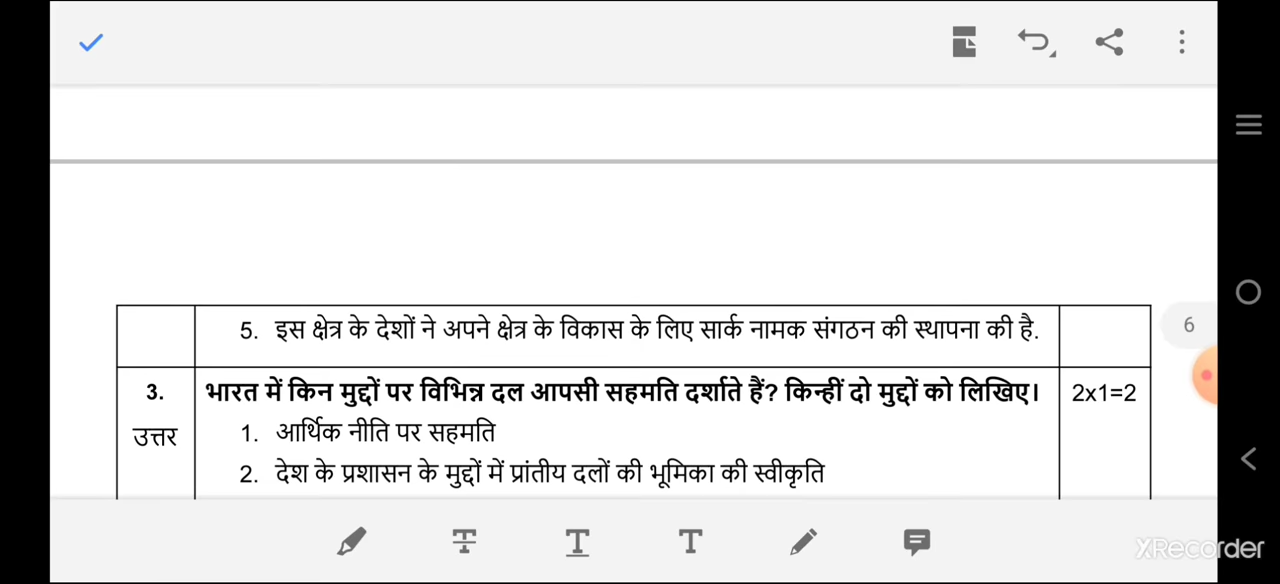 6
5. इस क्षेत्र के देशों ने अपने क्षेत्र के विकास के लिए सार्क नामक संगठन की स्थापना की है.
3. भारत में किन मुद्दों पर विभिन्न दल आपसी सहमति दर्शाते हैं? किन्हीं दो मुद्दों को लिखिए। 2x1=2
उत्तर 1. आर्थिक नीति पर सहमति
2. देश के प्रशासन के मुद्दों में प्रांतीय दलों की भूमिका की स्वीकृति
T T T
XRecorder